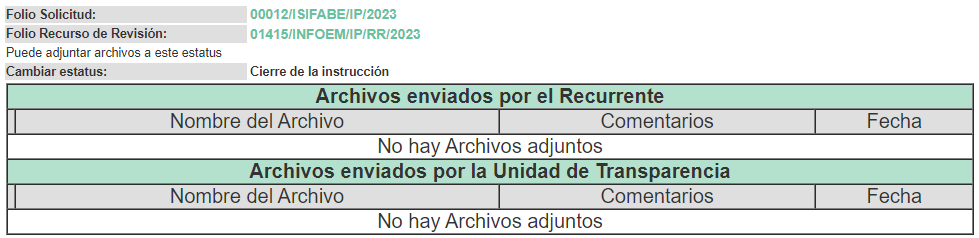 Folio Solicitud: 00012/ISIFABE/IP/2023
Folio Recurso de Revisión: 01415/INFOEM/IP/RR/2023
Puede adjuntar archivos a este estatus
Cambiar estatus: Cierre de la instrucción
Archivos enviados por el Recurrente
Nombre del Archivo Comentarios Fecha
No hay Archivos adjuntos
Archivos enviados por la Unidad de Transparencia
Nombre del Archivo Comentarios Fecha
No hay Archivos adjuntos